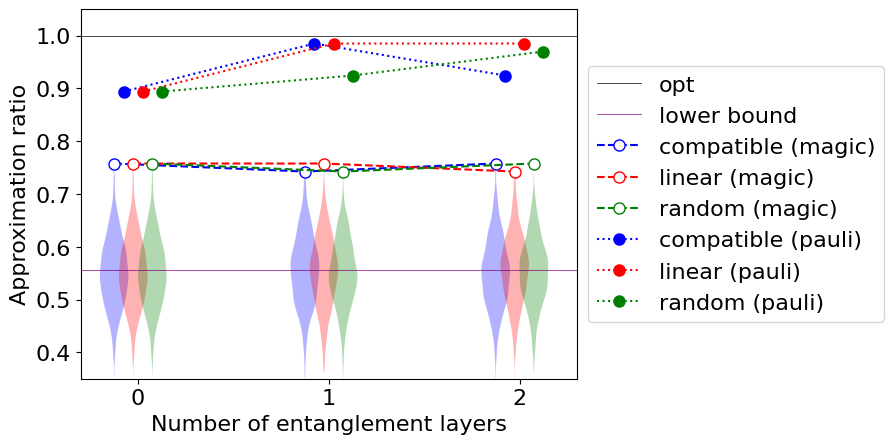 Approximation ratio
1.0
0.9
0.8
0.7
0.6
0.5
0.4
0
1
2
Number of entanglement layers
opt
lower bound
compatible (magic)
linear (magic)
random (magic)
compatible (pauli)
linear (pauli)
random (pauli)